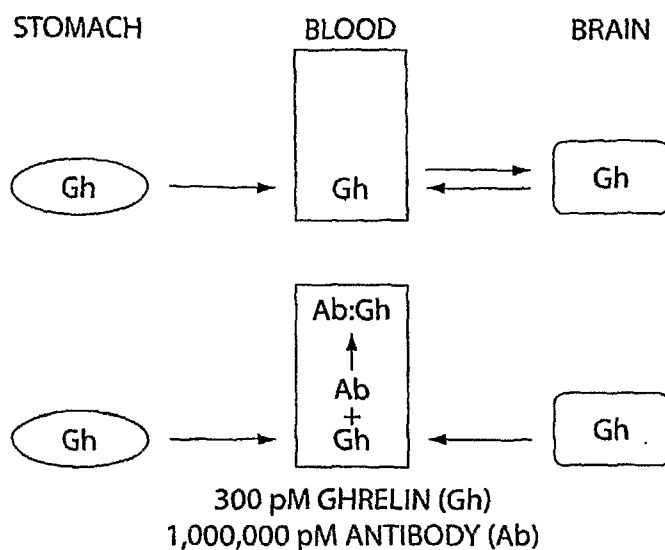 STOMACH BLOOD BRAIN
Gh Gh Gh
Ab:Gh
Ab
+
Gh Gh Gh
300 pM GHRELIN (Gh)
1,000,000 pM ANTIBODY (Ab)